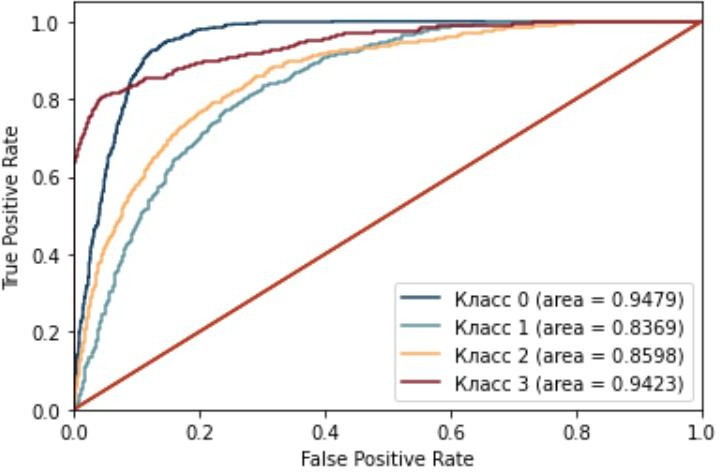 True Positive Rate
1.0
0.8
0.6
0.4
0.2
0.0
Класс 0 (area = 0.9479)
Класс 1 (area = 0.8369)
Класс 2 (area = 0.8598)
Класс 3 (area = 0.9423)
0.0 0.2 0.4 0.6 0.8 1.0
False Positive Rate